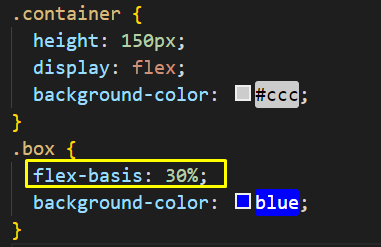 .container {
height: 150px;
display: flex;
background-color: #ccc;
}
.box {
flex-basis: 30%;
background-color: blue;
}